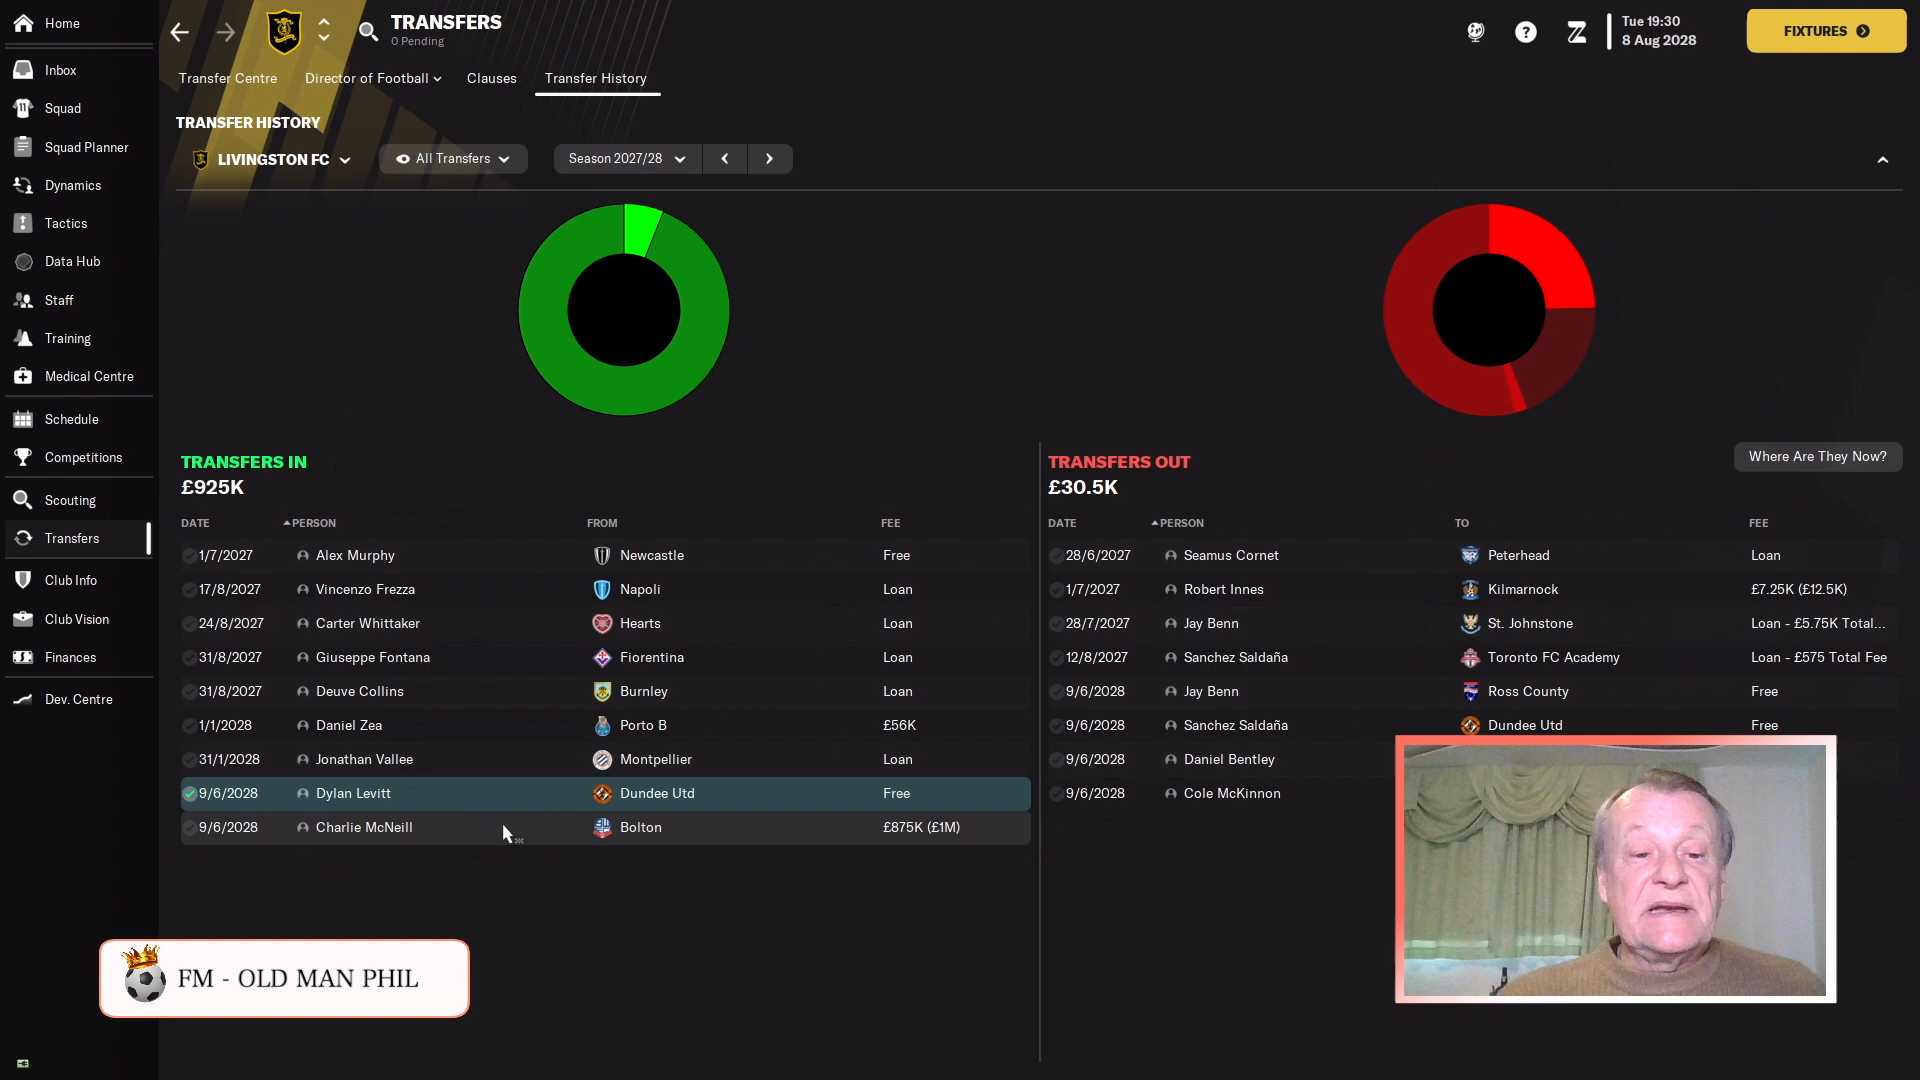 Home
Inbox
Squad
Squad Planner
Dynamics
Tactics
Data Hub
Staff
Training
Medical Centre
Schedule
Competitions
Scouting
Transfers
Club Info
Club Vision
Finances
Dev. Centre
TRANSFERS
0 Pending
Tue 19:30
8 Aug 2028
FIXTURES
Transfer Centre Director of Football Clauses Transfer History
TRANSFER HISTORY
LIVINGSTON FC All Transfers Season 2027/28
TRANSFERS IN
£925K
DATE PERSON FROM FEE
1/7/2027 Alex Murphy Newcastle Free
17/8/2027 Vincenzo Frezza Napoli Loan
24/8/2027 Carter Whittaker Hearts Loan
31/8/2027 Giuseppe Fontana Fiorentina Loan
31/8/2027 Deuve Collins Burnley Loan
1/1/2028 Daniel Zea Porto B £56K
31/1/2028 Jonathan Vallee Montpellier Loan
9/6/2028 Dylan Levitt Dundee Utd Free
9/6/2028 Charlie McNeill Bolton £875K (£1M)
TRANSFERS OUT
£30.5K
Where Are They Now?
DATE PERSON TO FEE
28/6/2027 Seamus Cornet Peterhead Loan
1/7/2027 Robert Innes Kilmarnock £7.25K (£12.5K)
28/7/2027 Jay Benn St. Johnstone Loan - £5.75K Total...
12/8/2027 Sanchez Saldaña Toronto FC Academy Loan - £575 Total Fee
9/6/2028 Jay Benn Ross County Free
9/6/2028 Sanchez Saldaña Dundee Utd Free
9/6/2028 Daniel Bentley
9/6/2028 Cole McKinnon
FM - OLD MAN PHIL